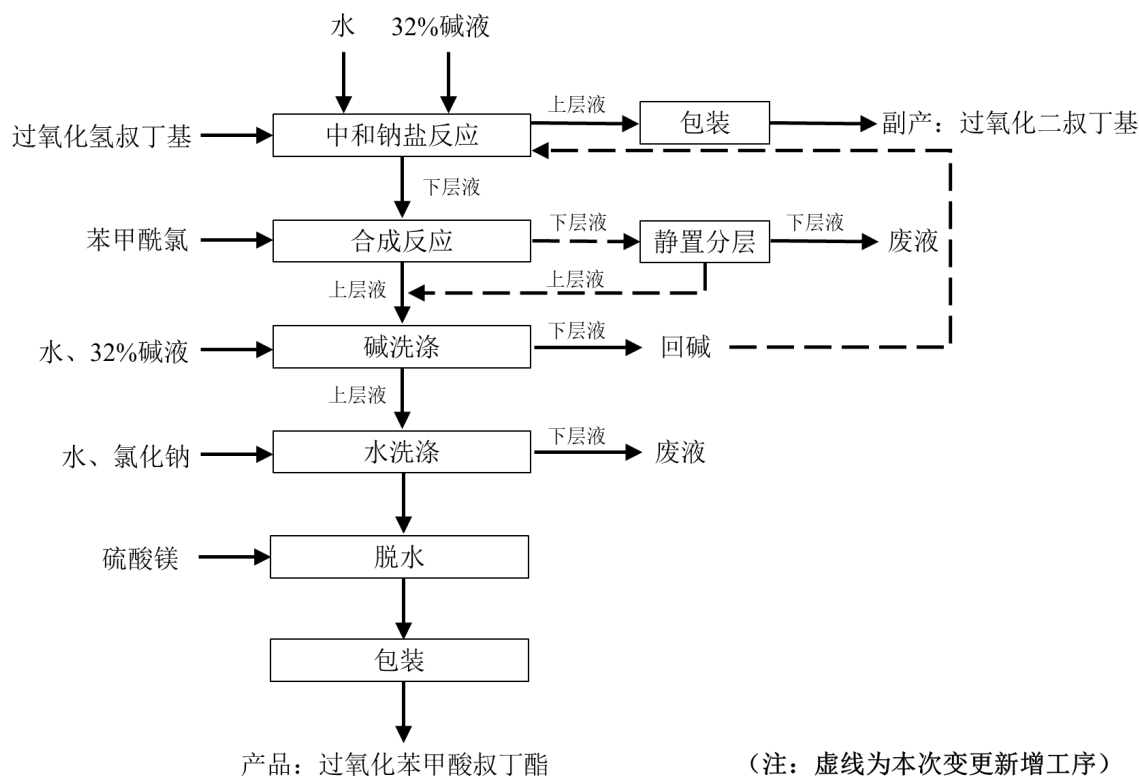 水 32%碱液
过氧化氢叔丁基 中和钠盐反应 上层液 包装 副产：过氧化二叔丁基
下层液
苯甲酰氯 合成反应 下层液 静置分层 下层液 废液
上层液 上层液
水、32%碱液 碱洗涤 下层液 回碱
上层液
水、氯化钠 水洗涤 下层液 废液
硫酸镁 脱水
包装
产品：过氧化苯甲酸叔丁酯 （注：虚线为本次变更新增工序）